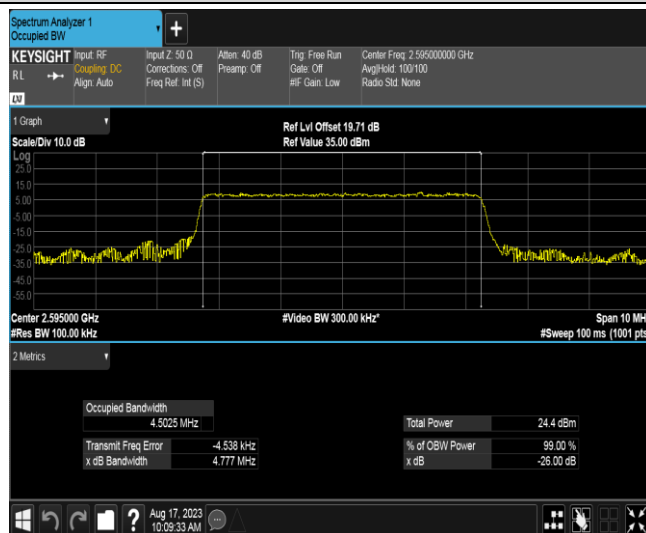 Spectrum Analyzer 1
Occupied BW
+
KEYSIGHT Input: RF Input Z: 50 Ω Atten: 40 dB Trig: Free Run Center Freq: 2.595000000 GHz
RL Coupling: DC Corrections: Off Preamp: Off Gate: Off Avg|Hold: 100/100
Align: Auto Freq Ref: Int (S) #IF Gain: Low Radio Std: None
LXI
1 Graph Ref Lvl Offset 19.71 dB
Scale/Div 10.0 dB Ref Value 35.00 dBm
Log
25.0
15.0
5.00
-5.00
-15.0
-25.0
-35.0
-45.0
-55.0
Center 2.595000 GHz #Video BW 300.00 kHz* Span 10 MH
#Res BW 100.00 kHz #Sweep 100 ms (1001 pts
2 Metrics
Occupied Bandwidth
4.5025 MHz Total Power 24.4 dBm
Transmit Freq Error -4.538 kHz % of OBW Power 99.00 %
x dB Bandwidth 4.777 MHz x dB -26.00 dB
? Aug 17, 2023
10:09:33 AM